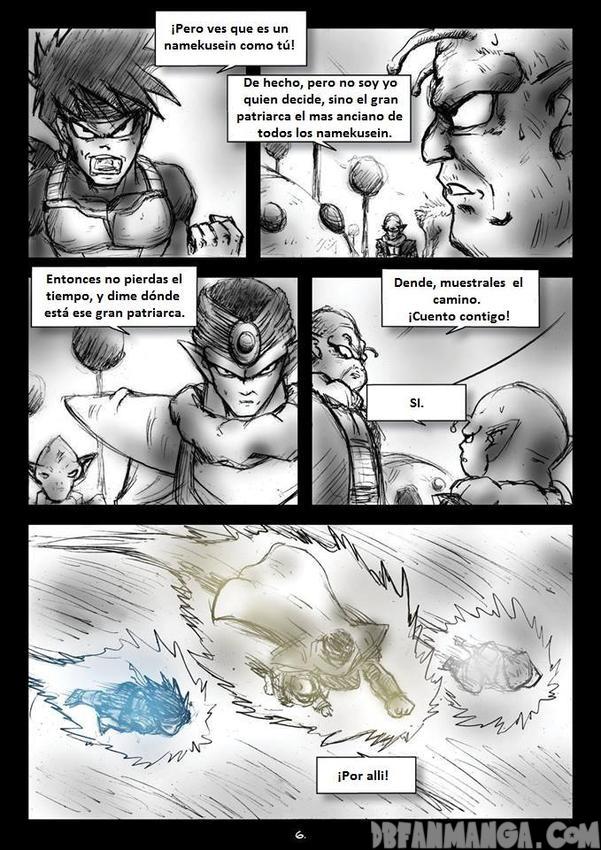 ¡Pero ves que es un
namekusein como tú!
De hecho, pero no soy yo
quien decide, sino el gran
patriarca el mas anciano de
todos los namekusein.
Entonces no pierdas el
tiempo, y dime dónde
está ese gran patriarca.
Dende, muestrales el
camino.
¡Cuento contigo!
SI.
¡Por alli!
6.
DBFANMANGA.COM